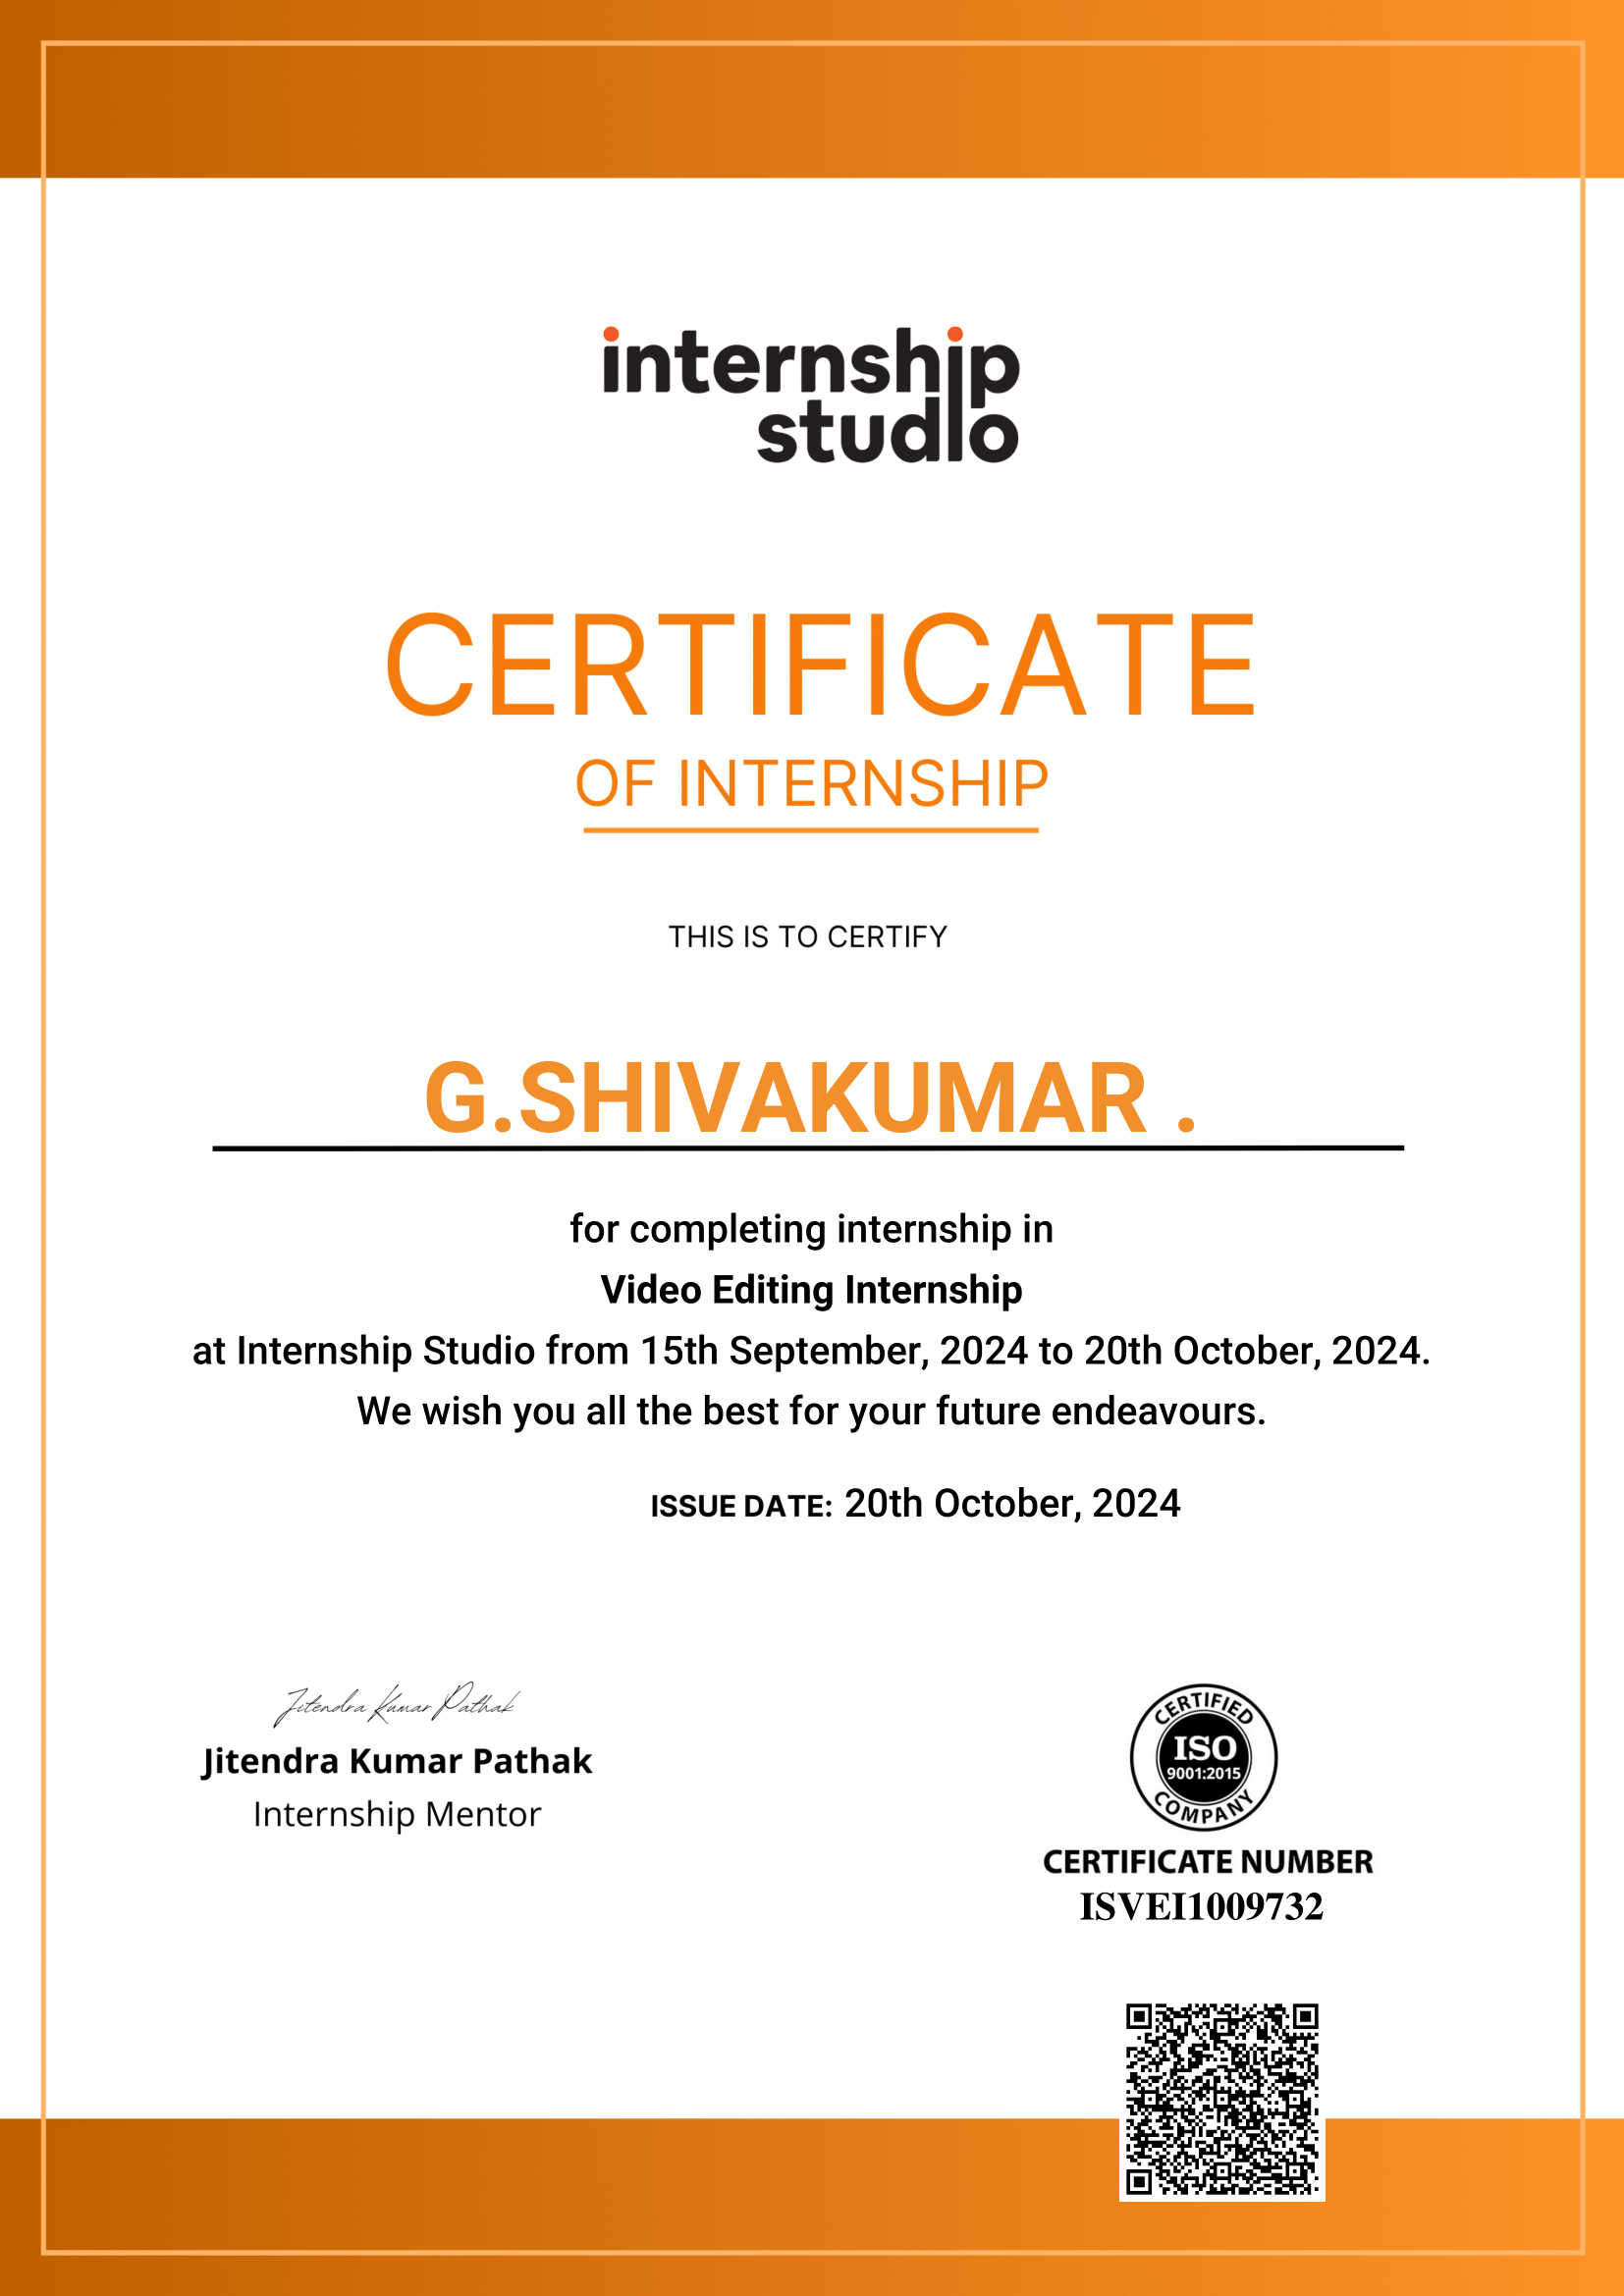 internship
studio
CERTIFICATE
OF INTERNSHIP
THIS IS TO CERTIFY
G.SHIVAKUMAR .
for completing internship in
Video Editing Internship
at Internship Studio from 15th September, 2024 to 20th October, 2024.
We wish you all the best for your future endeavours.
ISSUE DATE: 20th October, 2024
Jitendra Kumar Pathak
Jitendra Kumar Pathak
Internship Mentor
CERTIFIED
ISO
9001:2015
COMPANY
CERTIFICATE NUMBER
ISVEI1009732